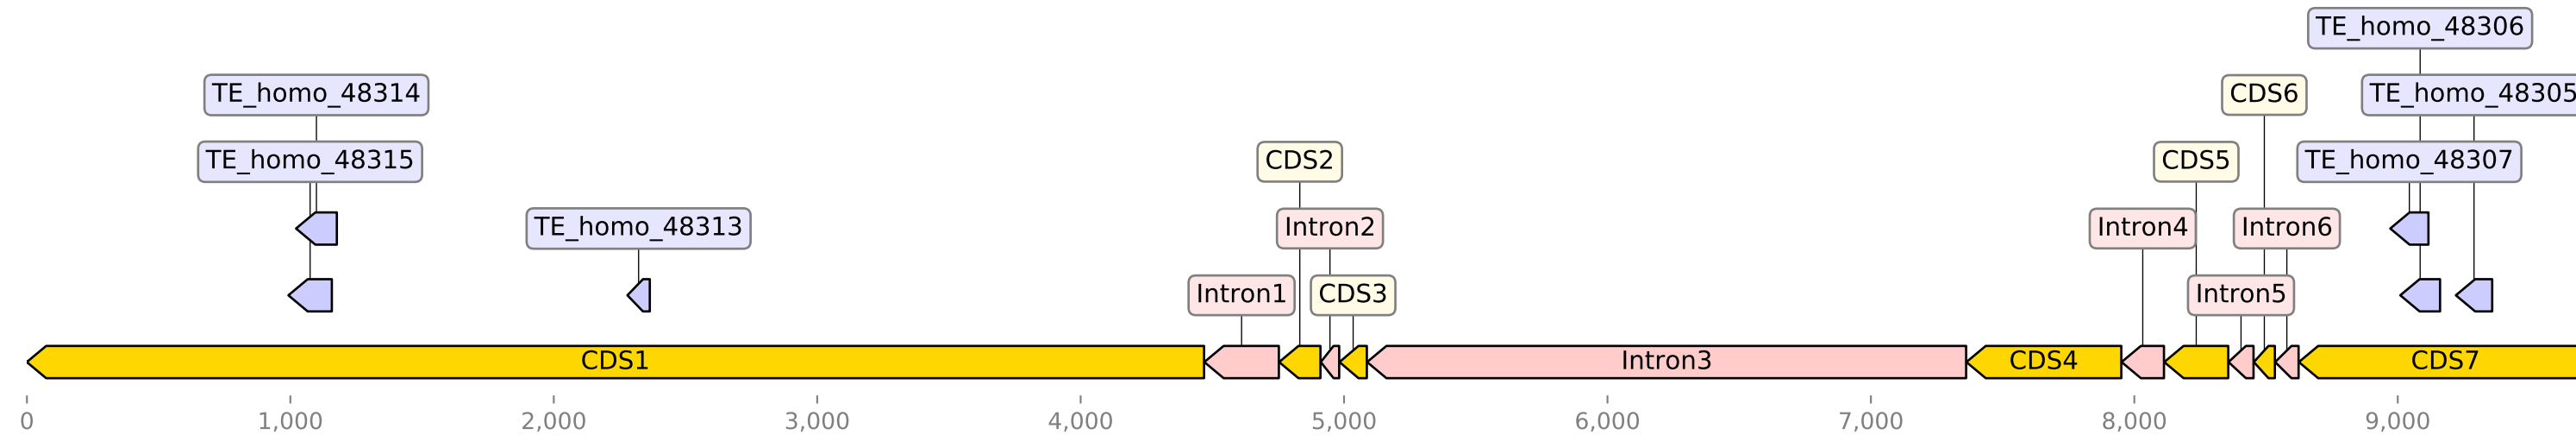 TE_homo_48306
TE_homo_48314
CDS6
TE_homo_48305
TE_homo_48315
CDS2
CDS5
TE_homo_48307
TE_homo_48313
Intron2
Intron4
Intron6
Intron1
CDS3
Intron5
CDS1
Intron3
CDS4
CDS7
0
1,000
2,000
3,000
4,000
5,000
6,000
7,000
8,000
9,000